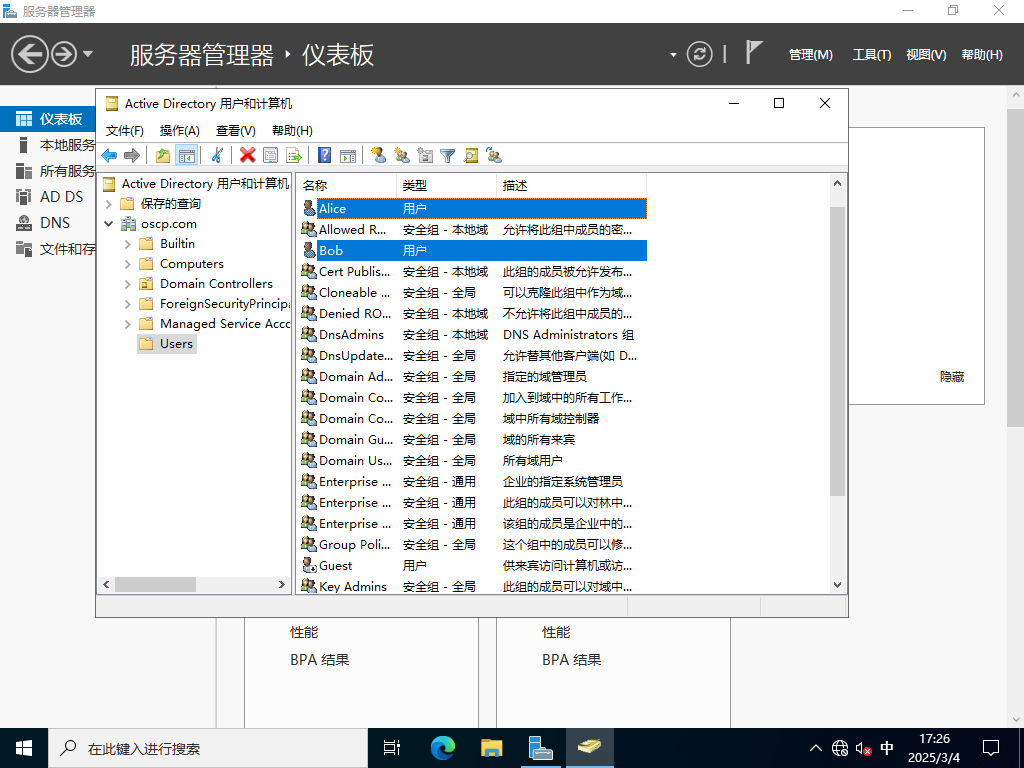 服务器管理器
服务器管理器 仪表板
管理(M) 工具(T) 视图(V) 帮助(H)
仪表板
本地服务
所有服务
AD DS
DNS
文件和存
Active Directory 用户和计算机
文件(F) 操作(A) 查看(V) 帮助(H)
Active Directory 用户和计算机
保存的查询
oscp.com
Builtin
Computers
Domain Controllers
ForeignSecurityPrincipa
Managed Service Acco
Users
名称 类型 描述
Alice 用户
Allowed R... 安全组 - 本地域 允许将此组中成员的密...
Bob 用户
Cert Publis... 安全组 - 本地域 此组的成员被允许发布...
Cloneable ... 安全组 - 全局 可以克隆此组中作为域...
Denied RO... 安全组 - 本地域 不允许将此组中成员的...
DnsAdmins 安全组 - 本地域 DNS Administrators 组
DnsUpdate... 安全组 - 全局 允许替其他客户端(如 D...
Domain Ad... 安全组 - 全局 指定的域管理员
Domain Co... 安全组 - 全局 加入到域中的所有工作...
Domain Co... 安全组 - 全局 域中所有域控制器
Domain Gu... 安全组 - 全局 域的所有来宾
Domain Us... 安全组 - 全局 所有域用户
Enterprise ... 安全组 - 通用 企业的指定系统管理员
Enterprise ... 安全组 - 通用 此组的成员可以对林中...
Enterprise ... 安全组 - 通用 该组的成员是企业中的...
Group Poli... 安全组 - 全局 这个组中的成员可以修...
Guest 用户 供来宾访问计算机或访...
Key Admins 安全组 - 全局 此组的成员可以对域中...
隐藏
性能 性能
BPA 结果 BPA 结果
在此键入进行搜索
中
17:26
2025/3/4